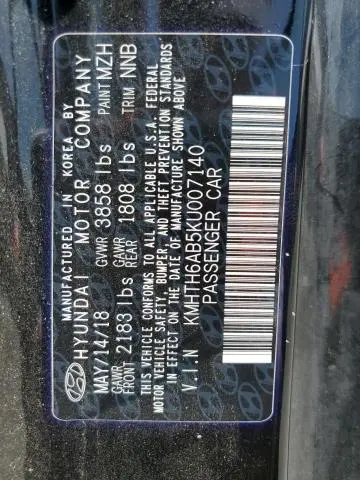 MANUFACTURED IN KOREA BY
HYUNDAI MOTOR COMPANY
MAY/14/18 GVWR 3858 lbs PAINT MZH
GAWR FRONT 2183 lbs GAWR REAR 1808 lbs TRIM NNB
THIS VEHICLE CONFORMS TO ALL APPLICABLE U.S.A. FEDERAL
MOTOR VEHICLE SAFETY, BUMPER, AND THEFT PREVENTION STANDARDS
IN EFFECT ON THE DATE OF MANUFACTURE SHOWN ABOVE.
V.I.N KMHTH6AB5KU007140
PASSENGER CAR